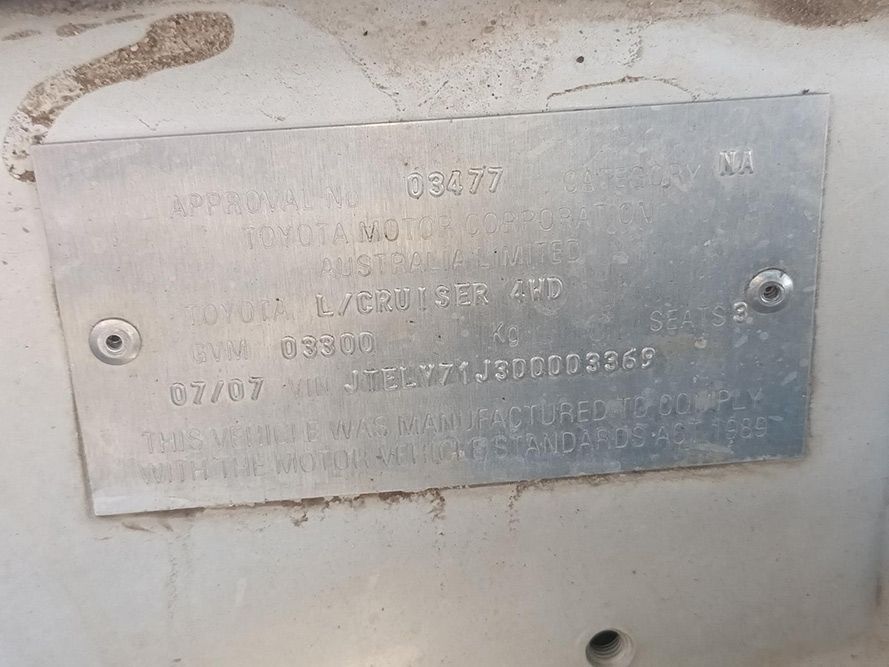 APPROVAL NO 03477 CATEGORY NA
TOYOTA MOTOR CORPORATION
AUSTRALIA LIMITED
TOYOTA L/CRUISER 4WD
GVM 03300 Kg SEATS 3
07/07 VIN JTELV71J3D0003369
THIS VEHICLE WAS MANUFACTURED TO COMPLY
WITH THE MOTOR VEHICLE STANDARDS ACT 1989